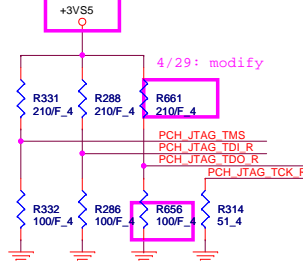 +3VS5
4/29: modify
R331
210/F_4
R288
210/F_4
R661
210/F_4
PCH_JTAG_TMS
PCH_JTAG_TDI_R
PCH_JTAG_TDO_R
PCH_JTAG_TCK_R
R332
100/F_4
R286
100/F_4
R656
100/F_4
R314
51_4